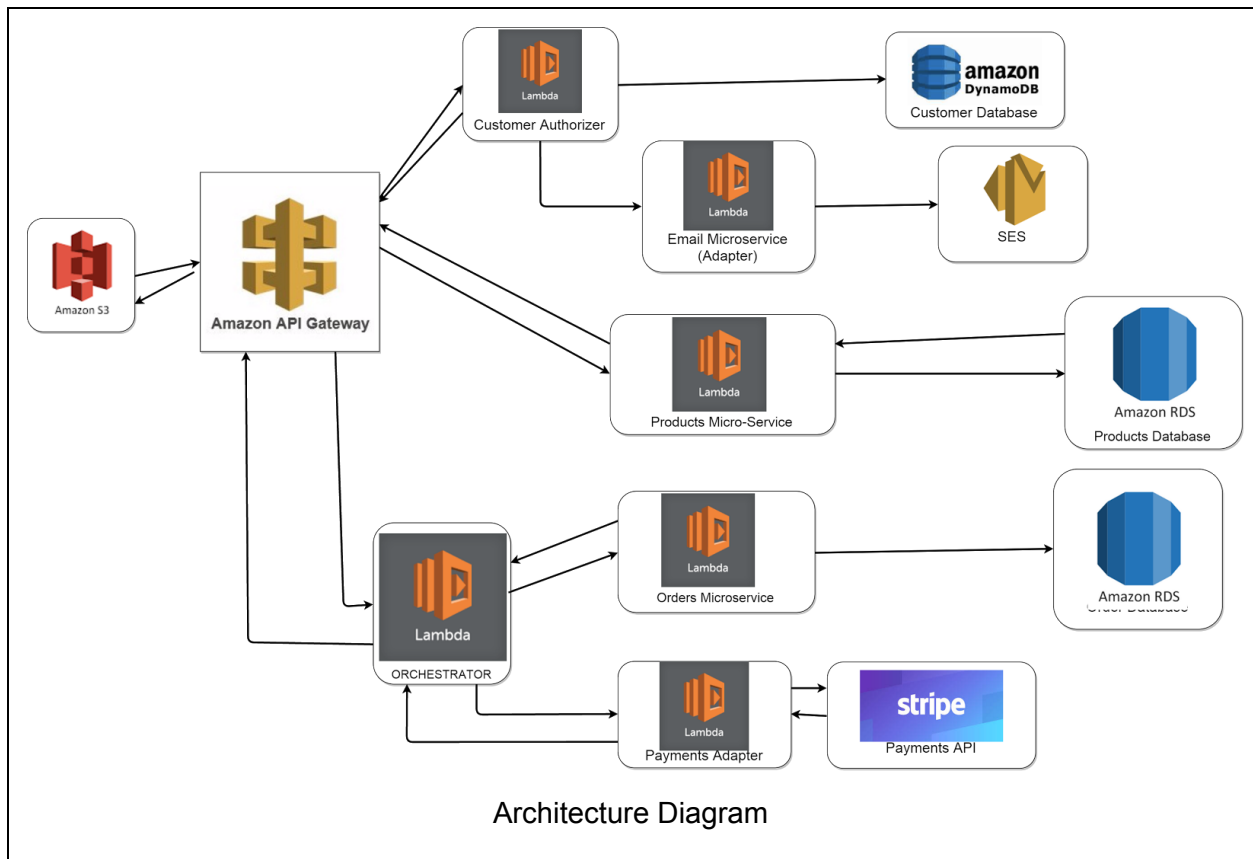 Lambda
Customer Authorizer
amazon
DynamoDB
Customer Database
Lambda
Email Microservice
(Adapter)
SES
Amazon S3
Amazon API Gateway
Lambda
Products Micro-Service
Amazon RDS
Products Database
Lambda
ORCHESTRATOR
Lambda
Orders Microservice
Amazon RDS
Order Database
Lambda
Payments Adapter
stripe
Payments API
Architecture Diagram